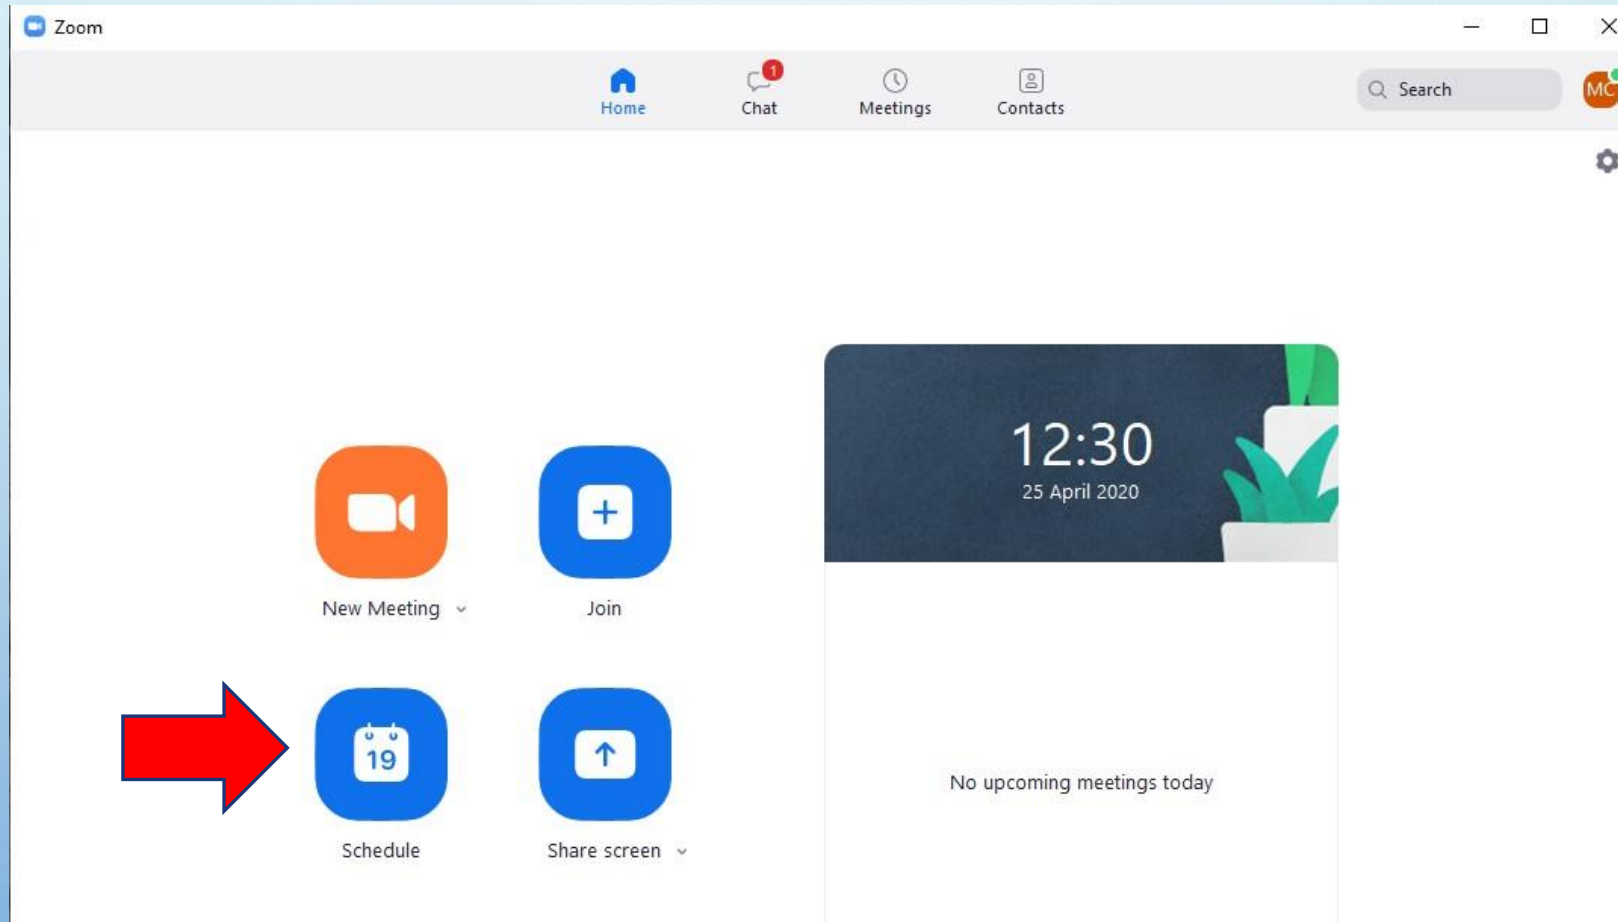 Zoom
Home
Chat
1
Meetings
Contacts
Search
MC
12:30
25 April 2020
New Meeting
Join
19
Schedule
Share screen
No upcoming meetings today